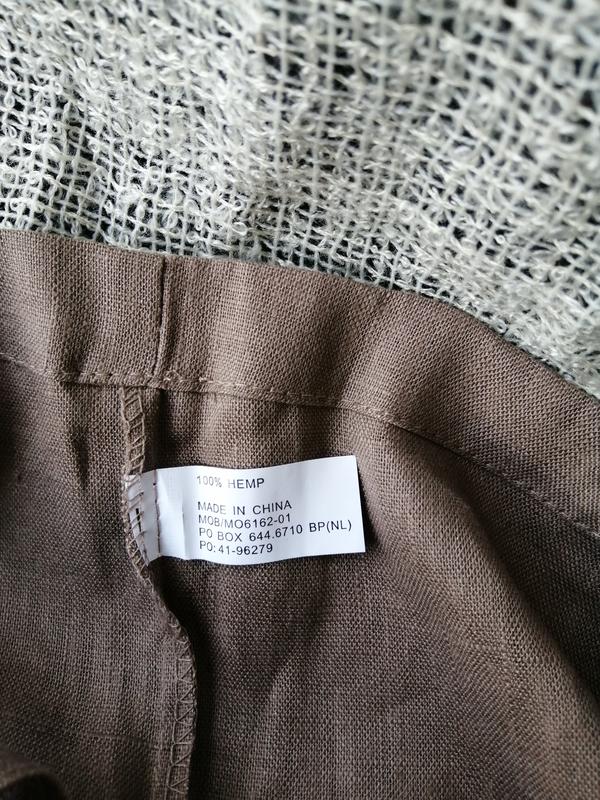 100% HEMP
MADE IN CHINA
MOB/MO6162-01
PO BOX 644.6710 BP(NL)
PO:41-96279